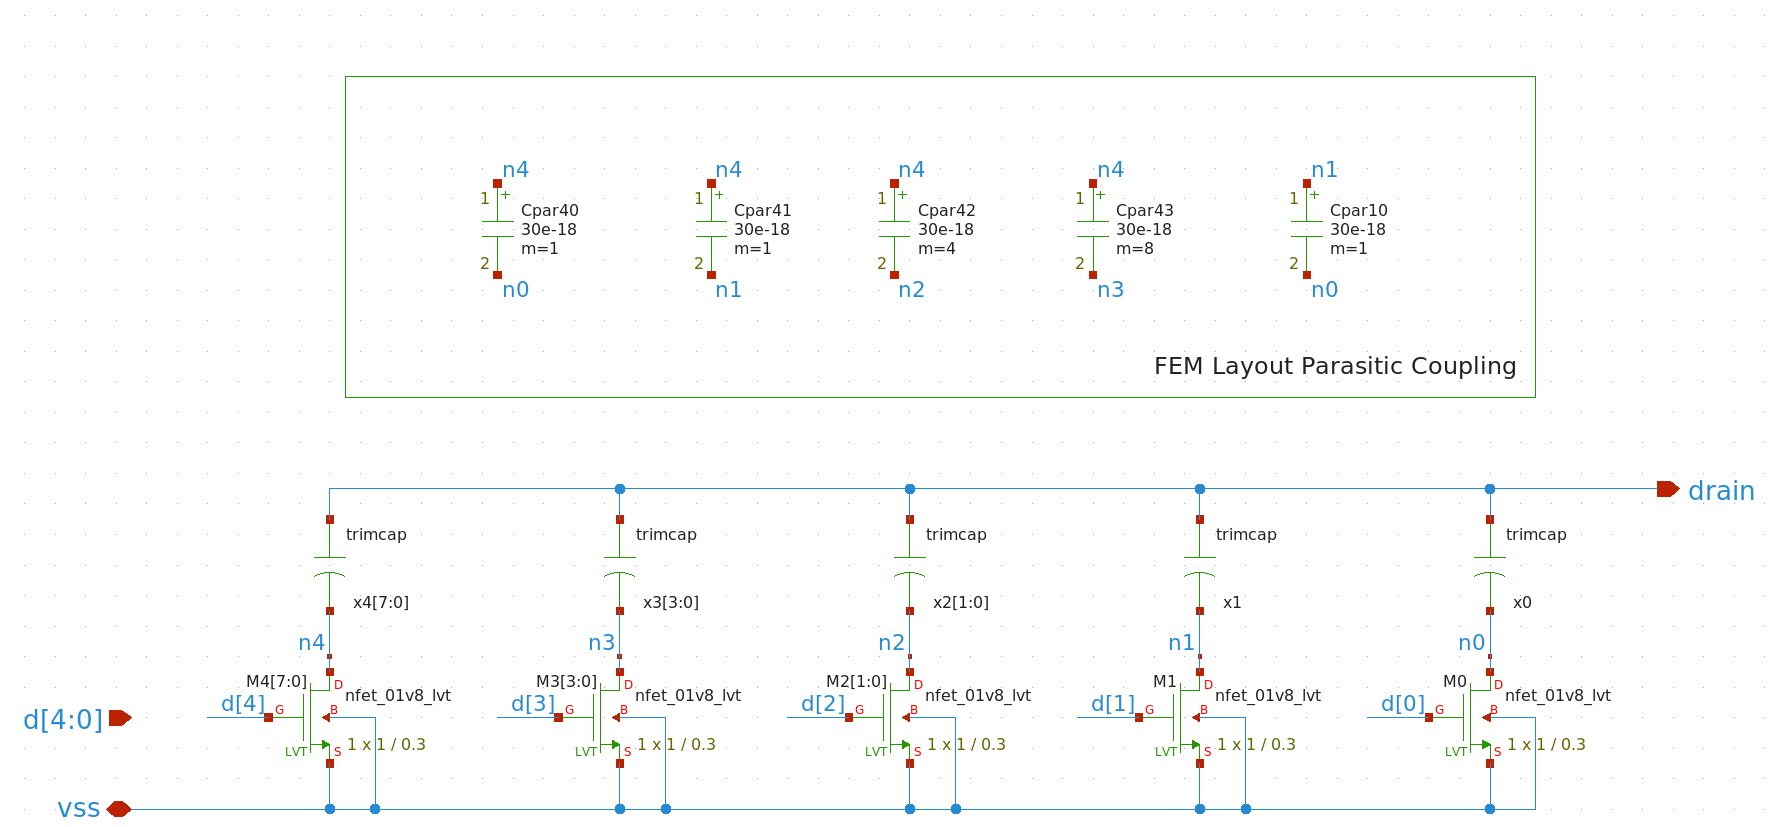 n4 n4 n4 n4 n1
1 + 1 + 1 + 1 + 1 +
Cpar40 Cpar41 Cpar42 Cpar43 Cpar10
30e-18 30e-18 30e-18 30e-18 30e-18
m=1 m=1 m=4 m=8 m=1
2 2 2 2 2
n0 n1 n2 n3 n0
FEM Layout Parasitic Coupling
drain
trimcap trimcap trimcap trimcap trimcap
x4[7:0] x3[3:0] x2[1:0] x1 x0
n4 n3 n2 n1 n0
M4[7:0] D M3[3:0] D M2[1:0] D M1 D M0 D
nfet_01v8_lvt nfet_01v8_lvt nfet_01v8_lvt nfet_01v8_lvt nfet_01v8_lvt
d[4] G B d[3] G B d[2] G B d[1] G B d[0] G B
d[4:0]
LVT S 1 x 1 / 0.3 LVT S 1 x 1 / 0.3 LVT S 1 x 1 / 0.3 LVT S 1 x 1 / 0.3 LVT S 1 x 1 / 0.3
vss